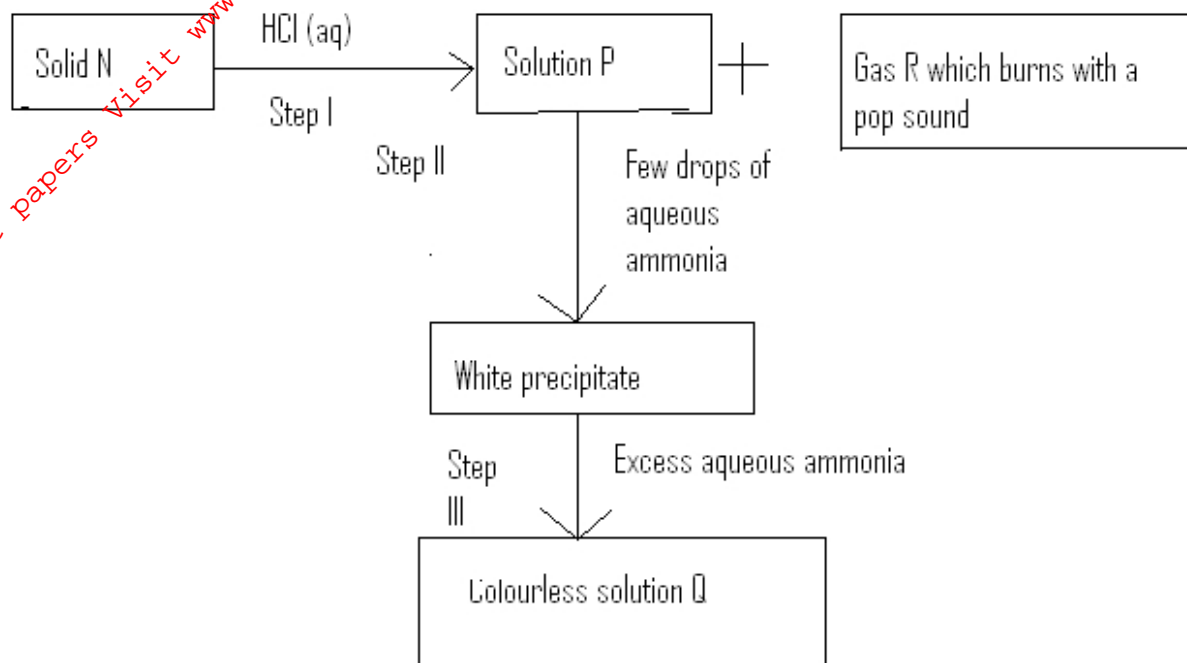 papers Visit www.
Solid N
HCl (aq)
Step I
Solution P
Gas R which burns with a
pop sound
Step II
Few drops of
aqueous
ammonia
White precipitate
Step
III
Excess aqueous ammonia
Colourless solution Q